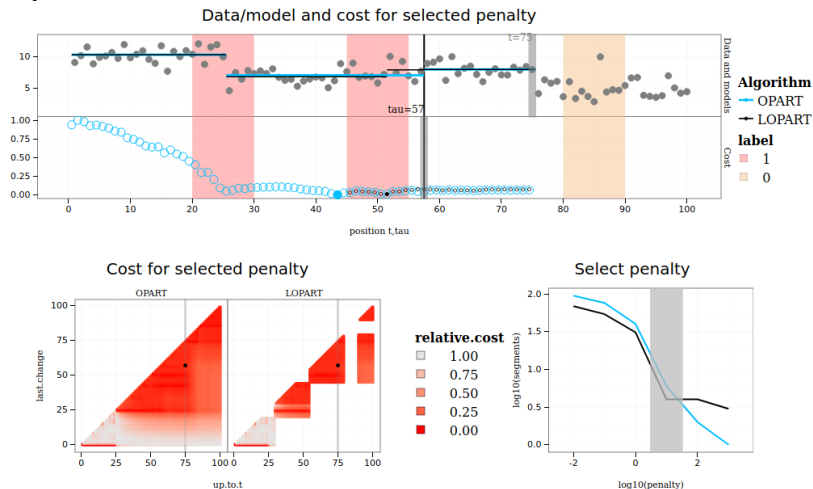 Data/model and cost for selected penalty
t=75
10
5
tau=57
Data and models
1.00
0.75
0.50
0.25
0.00
Cost
0 10 20 30 40 50 60 70 80 90 100
position t,tau
Algorithm
OPART
LOPART
label
1
0
Cost for selected penalty
OPART LOPART
100
75
50
25
0
last.change
0 25 50 75 100 0 25 50 75 100
up.to.t
relative.cost
1.00
0.75
0.50
0.25
0.00
Select penalty
2.0
1.5
1.0
0.5
0.0
log10(segments)
-2 0 2
log10(penalty)